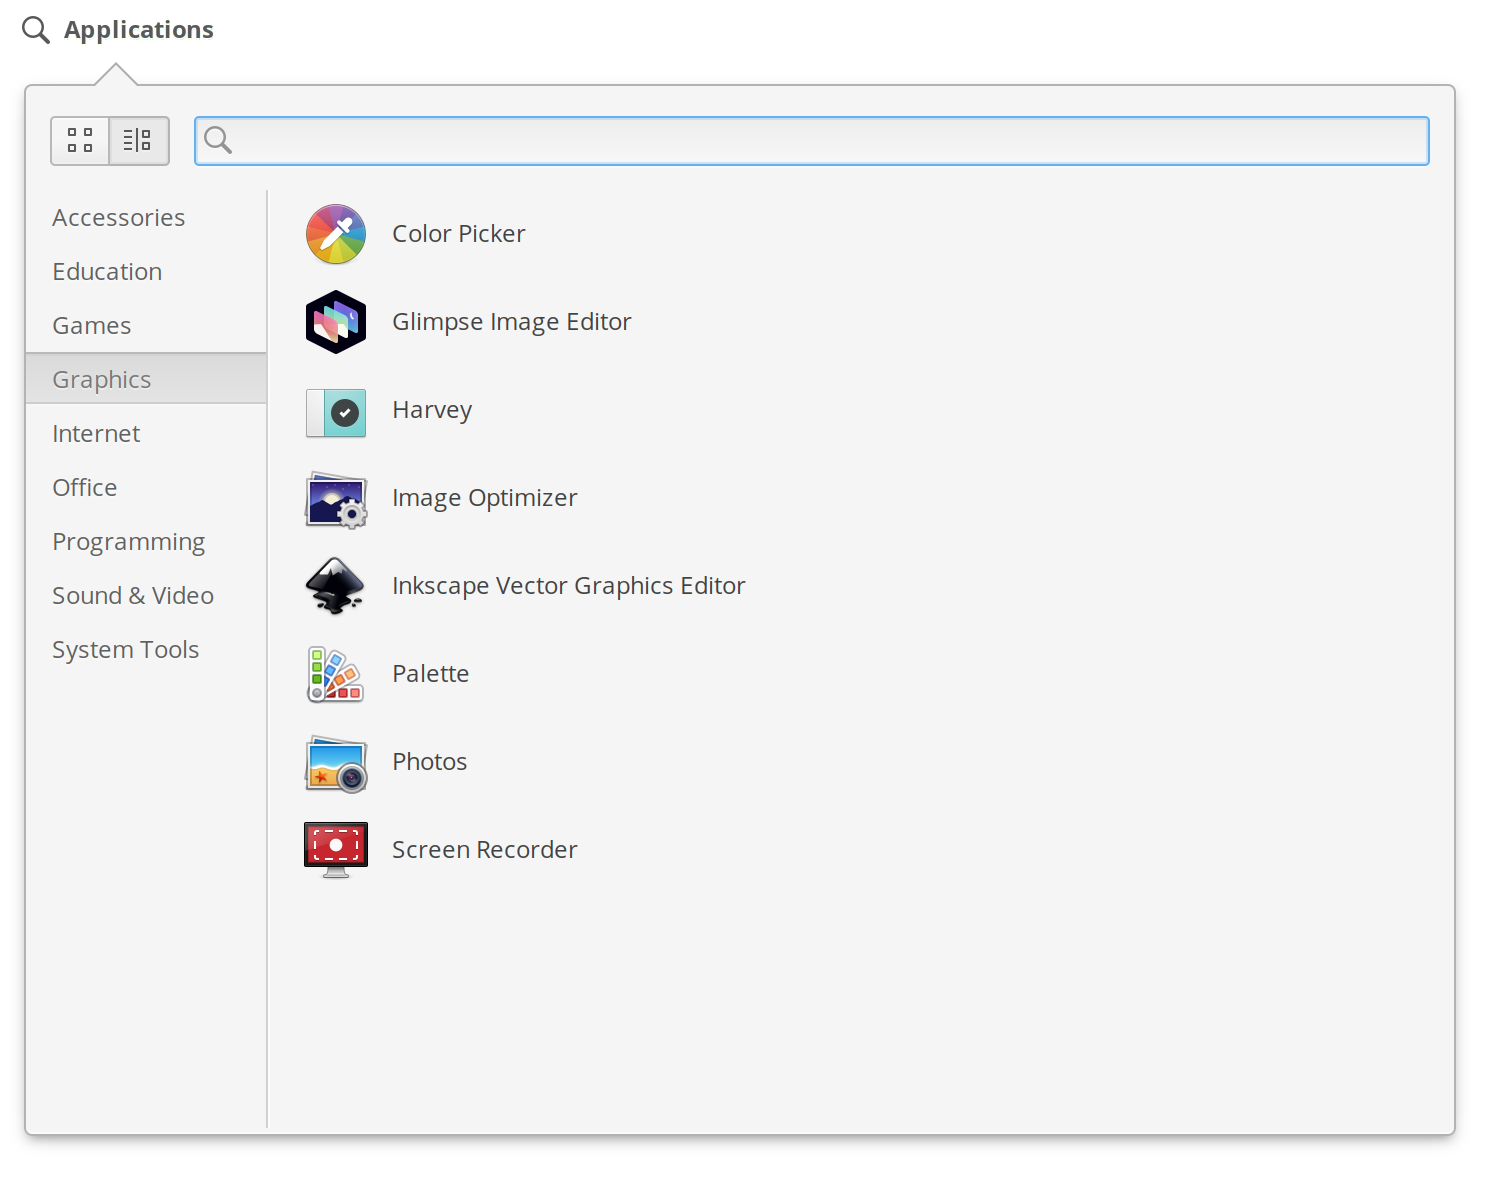 Applications
Accessories
Education
Games
Graphics
Internet
Office
Programming
Sound & Video
System Tools
Color Picker
Glimpse Image Editor
Harvey
Image Optimizer
Inkscape Vector Graphics Editor
Palette
Photos
Screen Recorder